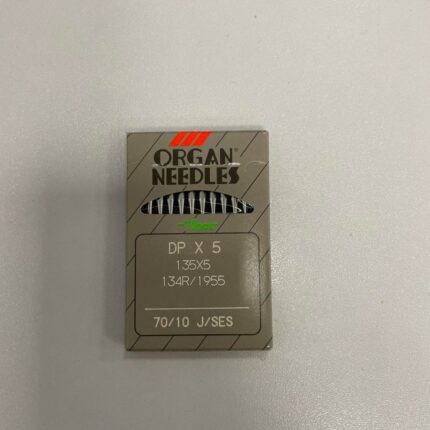 ORGAN®
NEEDLES
DP X 5
135X5
134R/1955
70/10 J/SES